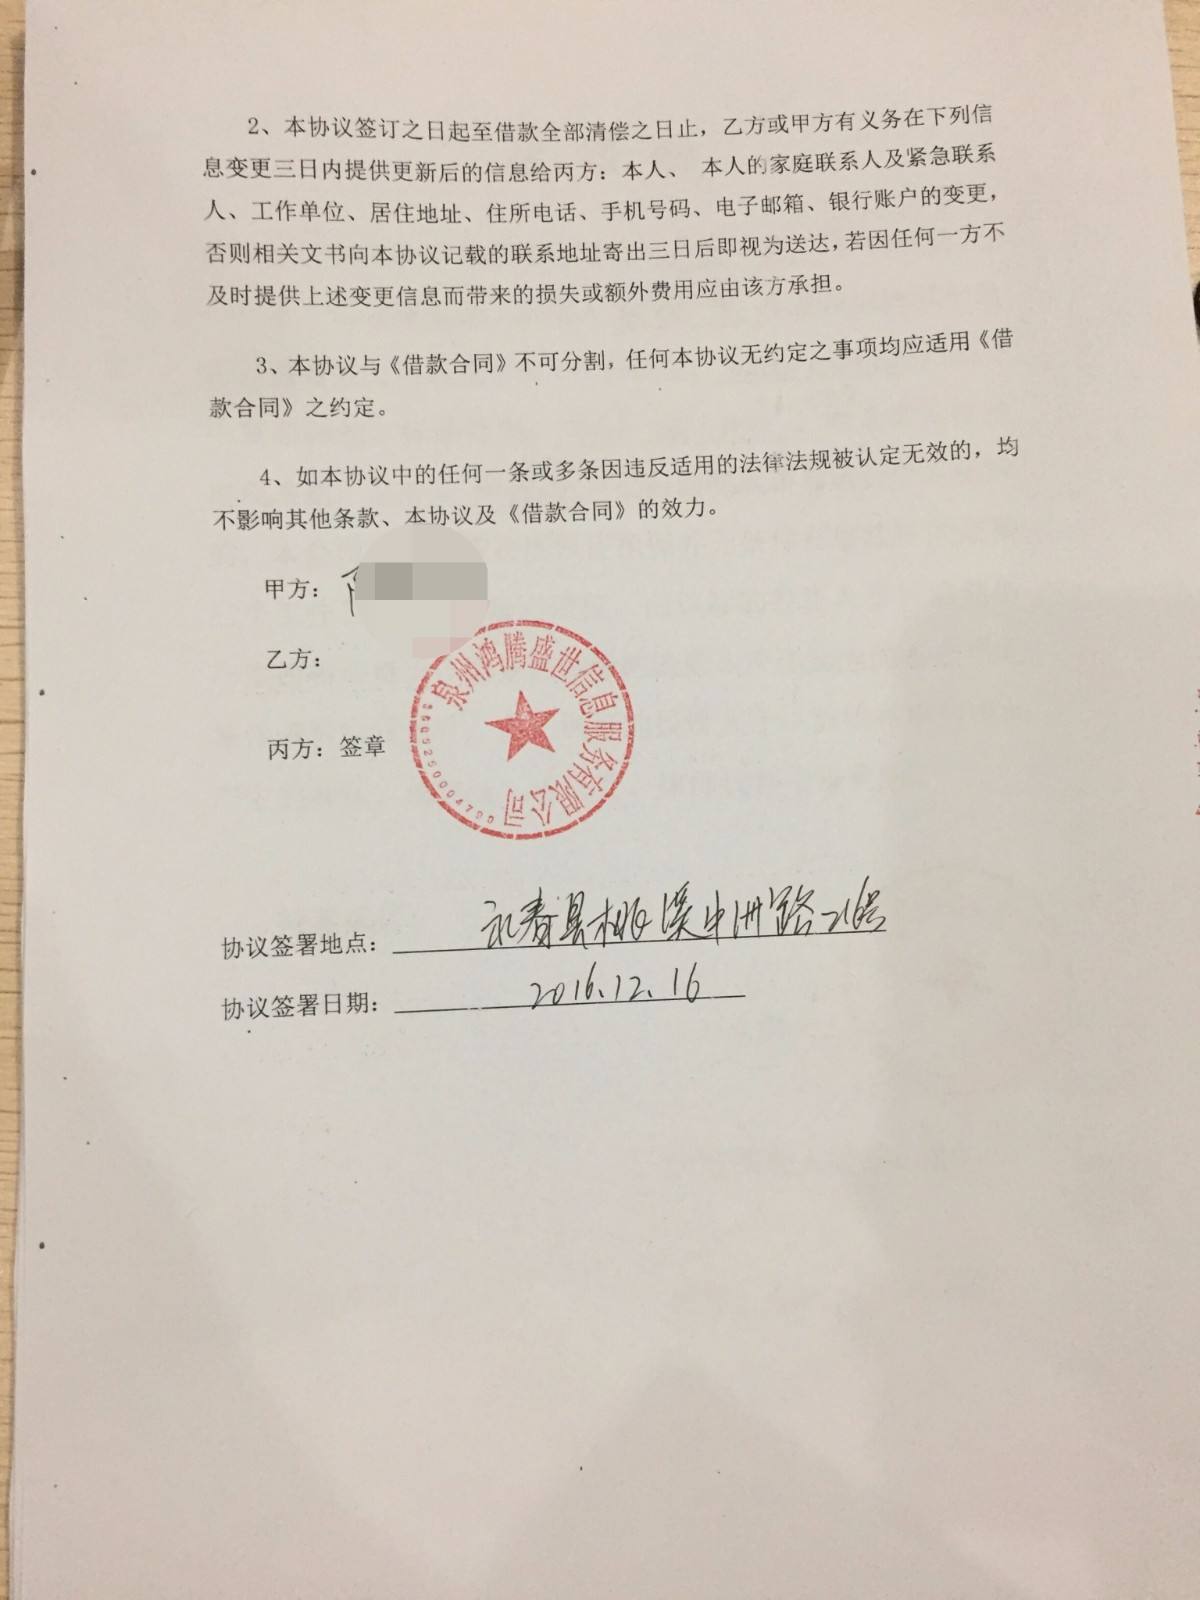 2、本协议签订之日起至借款全部清偿之日止，乙方或甲方有义务在下列信
息变更三日内提供更新后的信息给丙方：本人、 本人的家庭联系人及紧急联系
人、工作单位、居住地址、住所电话、手机号码、电子邮箱、银行账户的变更，
否则相关文书向本协议记载的联系地址寄出三日后即视为送达，若因任何一方不
及时提供上述变更信息而带来的损失或额外费用应由该方承担。
3、本协议与《借款合同》不可分割，任何本协议无约定之事项均应适用《借
款合同》之约定。
4、如本协议中的任何一条或多条因违反适用的法律法规被认定无效的，均
不影响其他条款、本协议及《借款合同》的效力。
甲方：
乙方：
丙方：签章
泉州鸿腾盛世信息服务有限公司
协议签署地点：永春县桃溪中洲路216号
协议签署日期：2016.12.16